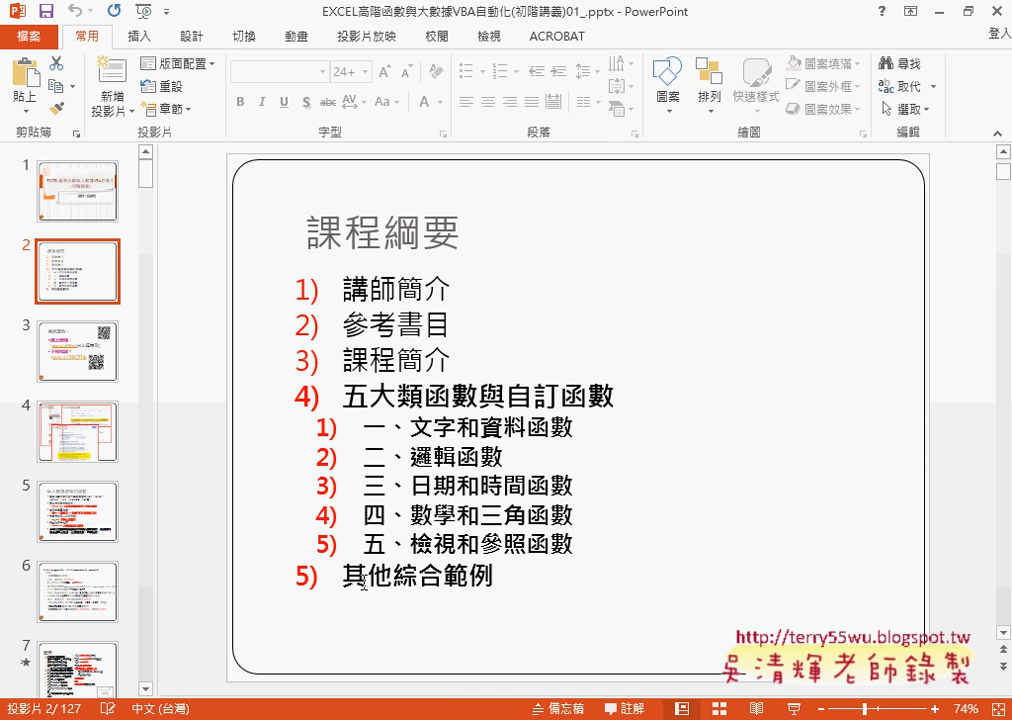 EXCEL高階函數與大數據VBA自動化(初階講義)01_.pptx - PowerPoint
檔案 常用 插入 設計 切換 動畫 投影片放映 校閱 檢視 ACROBAT 登入
貼上 新增投影片 版面配置 重設 章節 24+ 圖案 排列 快速樣式 圖案填滿 圖案外框 圖案效果 尋找 取代 選取
剪貼簿 投影片 字型 段落 繪圖 編輯
1
2
3
4
5
6
7
課程綱要
1) 講師簡介
2) 參考書目
3) 課程簡介
4) 五大類函數與自訂函數
1) 一、文字和資料函數
2) 二、邏輯函數
3) 三、日期和時間函數
4) 四、數學和三角函數
5) 五、檢視和參照函數
5) 其他綜合範例
http://terry55wu.blogspot.tw
吳清輝老師錄製
投影片 2/ 127 中文 (台灣) 備忘稿 註解 74%